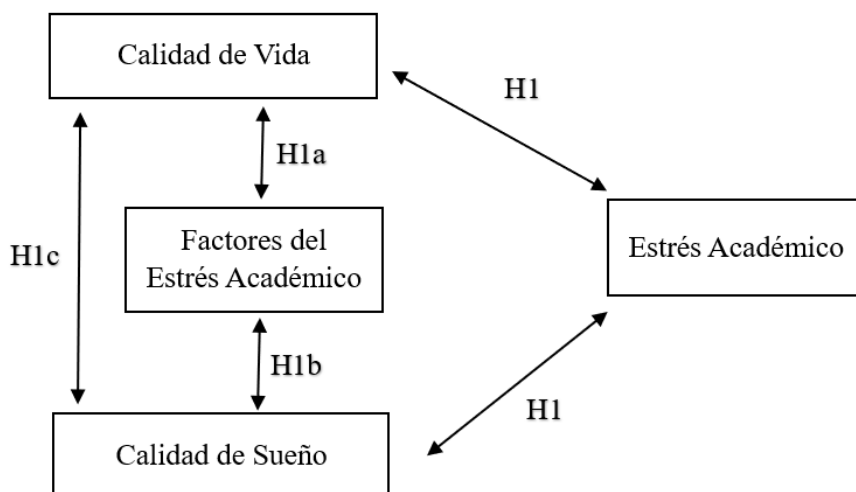 Calidad de Vida
H1
H1a
Factores del
Estrés Académico
Estrés Académico
H1c
H1b
H1
Calidad de Sueño